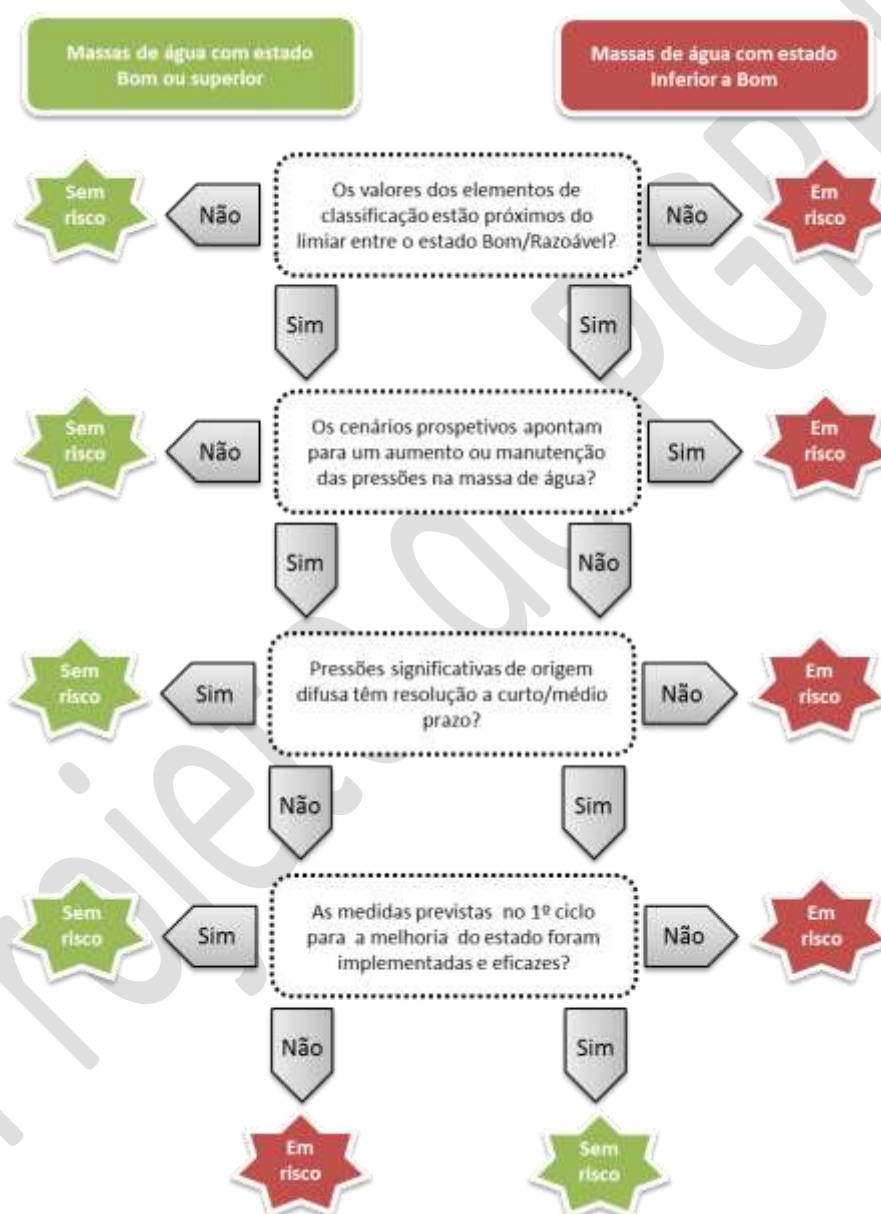 Massas de água com estado
Bom ou superior
Massas de água com estado
Inferior a Bom
Sem
risco
Não
Os valores dos elementos de
classificação estão próximos do
limiar entre o estado Bom/Razoável?
Não
Em
risco
Sim
Sim
Sem
risco
Não
Os cenários prospetivos apontam
para um aumento ou manutenção
das pressões na massa de água?
Sim
Em
risco
Sim
Não
Sem
risco
Sim
Pressões significativas de origem
difusa têm resolução a curto/médio
prazo?
Não
Em
risco
Não
Sim
Sem
risco
Sim
As medidas previstas no 1º ciclo
para a melhoria do estado foram
implementadas e eficazes?
Não
Em
risco
Não
Sim
Em
risco
Sem
risco